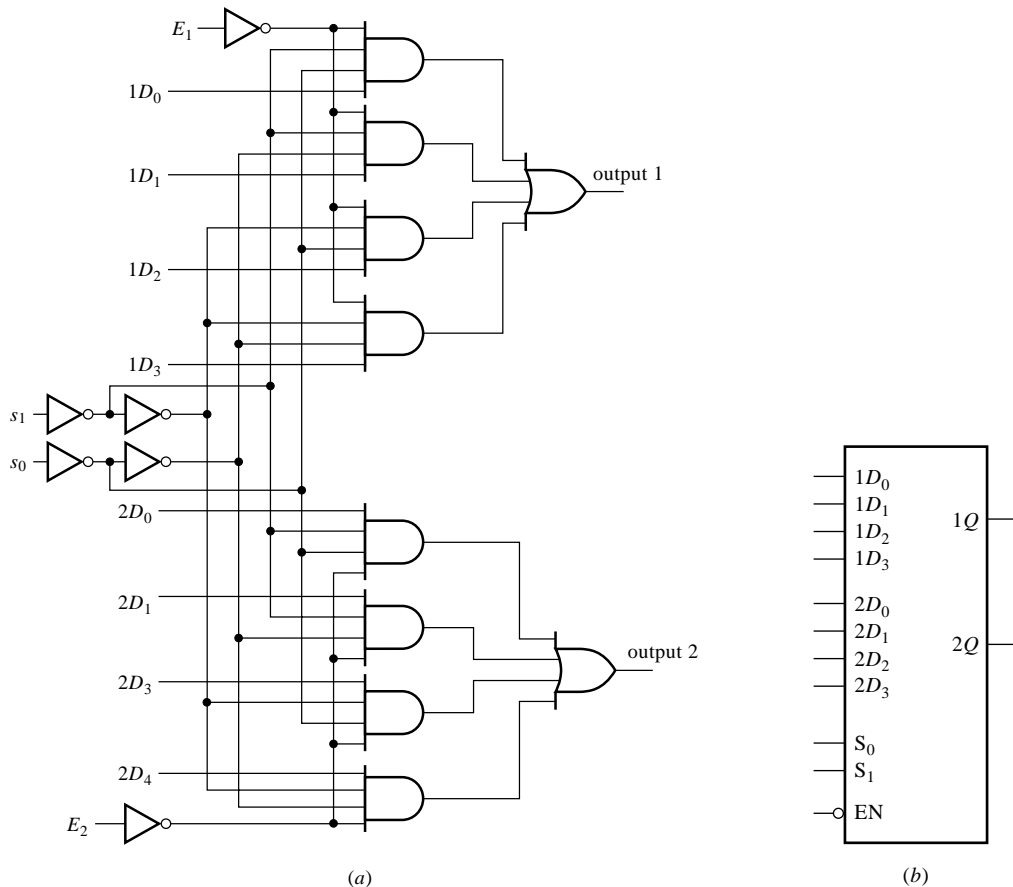 E₁
1D₀
1D₁
output 1
1D₂
1D₃
s₁
s₀
2D₀
2D₁
output 2
2D₃
2D₄
E₂
(a)
1D₀
1D₁
1D₂
1D₃
1Q
2D₀
2D₁
2D₂
2D₃
2Q
S₀
S₁
EN
(b)